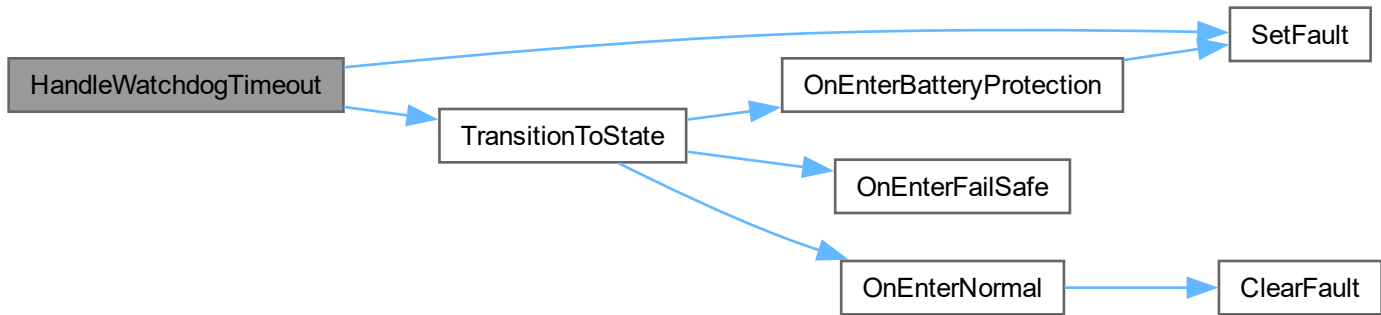 HandleWatchdogTimeout
SetFault
OnEnterBatteryProtection
TransitionToState
OnEnterFailSafe
OnEnterNormal
ClearFault